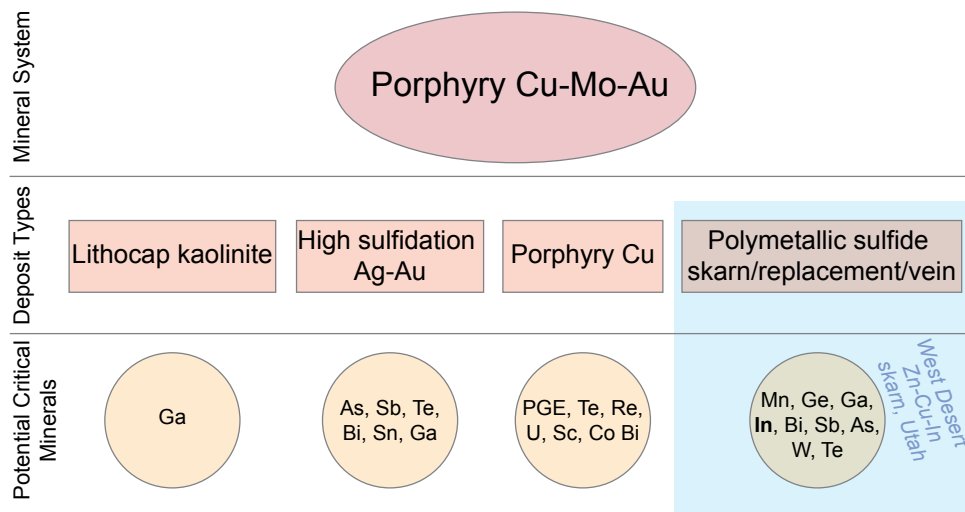 Mineral System
Porphyry Cu-Mo-Au
Deposit Types
Lithocap kaolinite
High sulfidation
Ag-Au
Porphyry Cu
Polymetallic sulfide
skarn/replacement/vein
Potential Critical
Minerals
Ga
As, Sb, Te,
Bi, Sn, Ga
PGE, Te, Re,
U, Sc, Co Bi
Mn, Ge, Ga,
In, Bi, Sb, As,
W, Te
West Desert
Zn-Cu-In
skarn, Utah